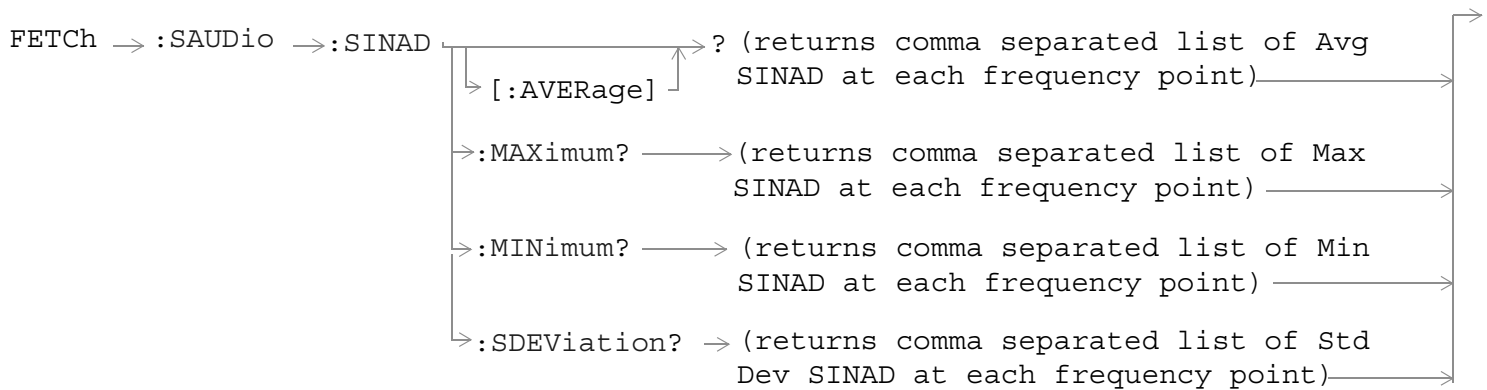 FETCh :SAUDio :SINAD ? (returns comma separated list of Avg
SINAD at each frequency point)
[:AVERage]
:MAXimum? (returns comma separated list of Max
SINAD at each frequency point)
:MINimum? (returns comma separated list of Min
SINAD at each frequency point)
:SDEViation? (returns comma separated list of Std
Dev SINAD at each frequency point)